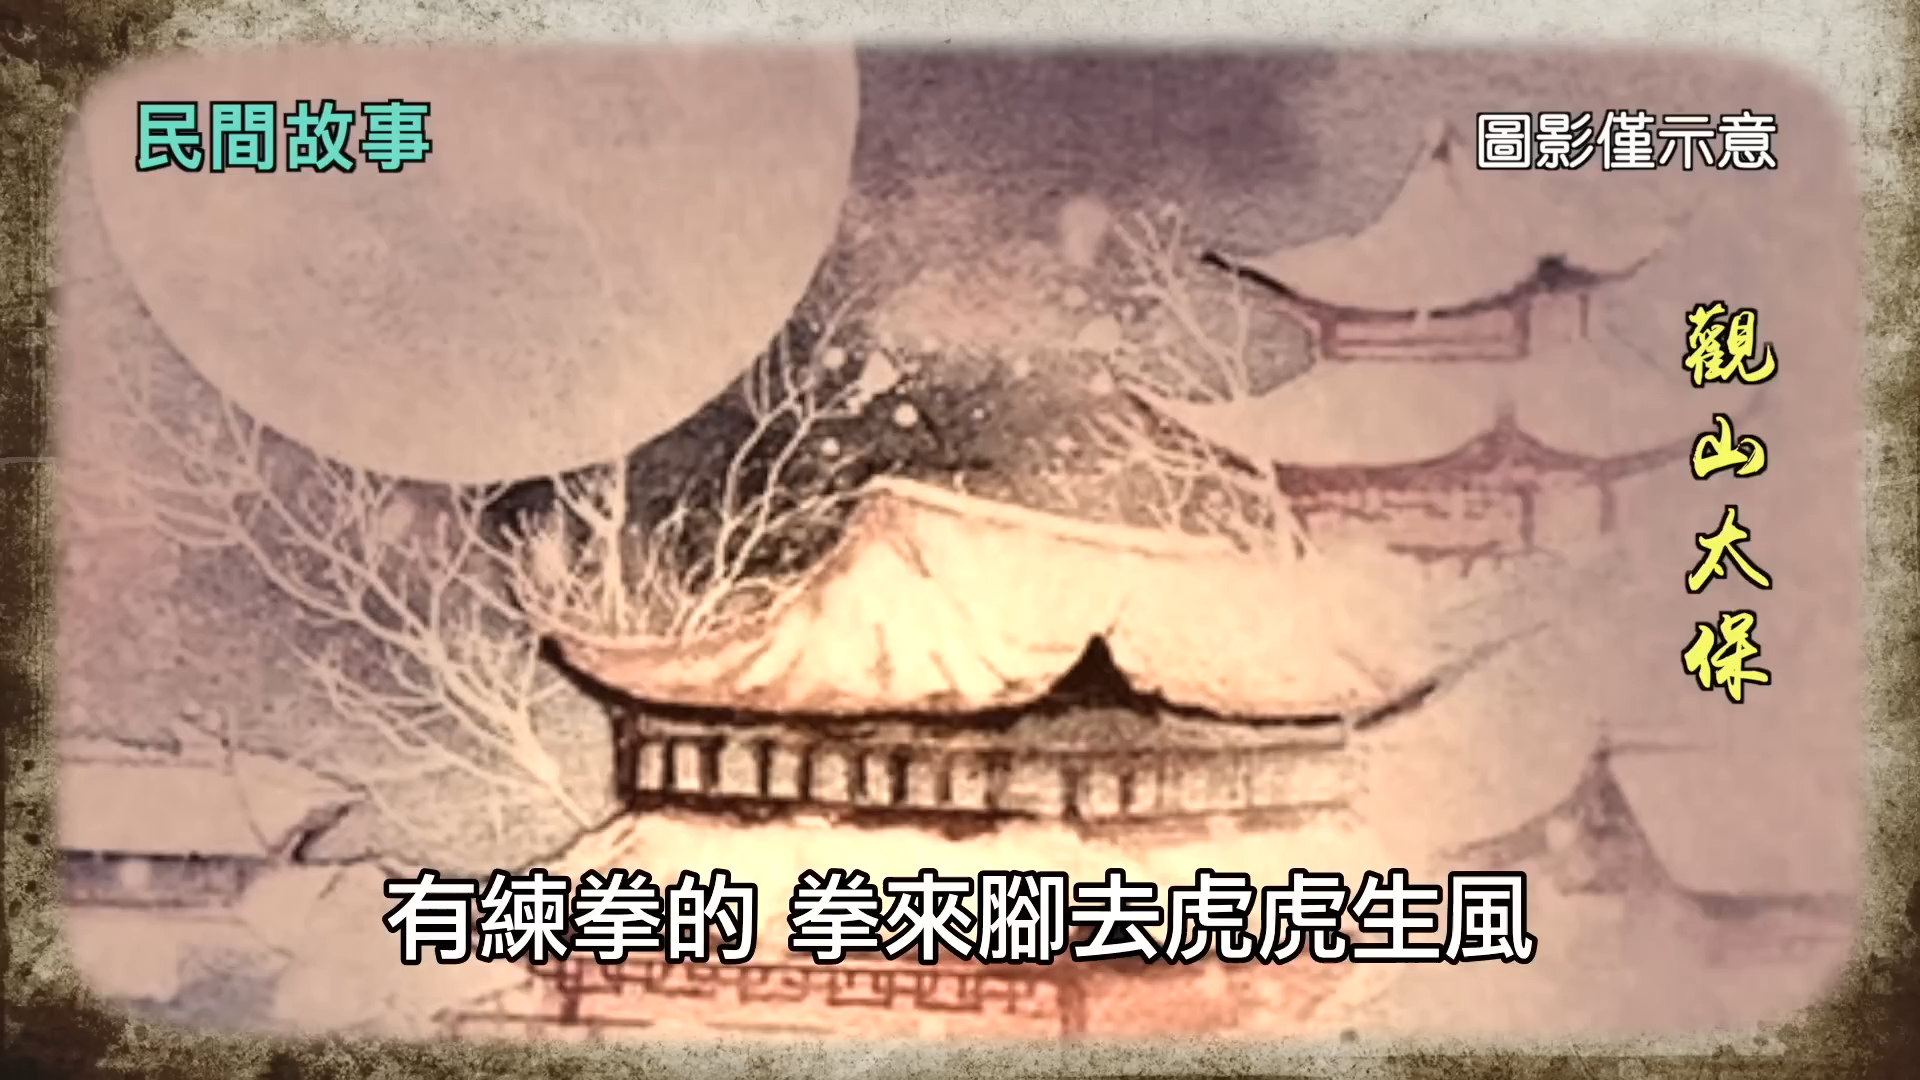 民間故事
圖影僅示意
觀山太保
有練拳的 拳來腳去虎虎生風